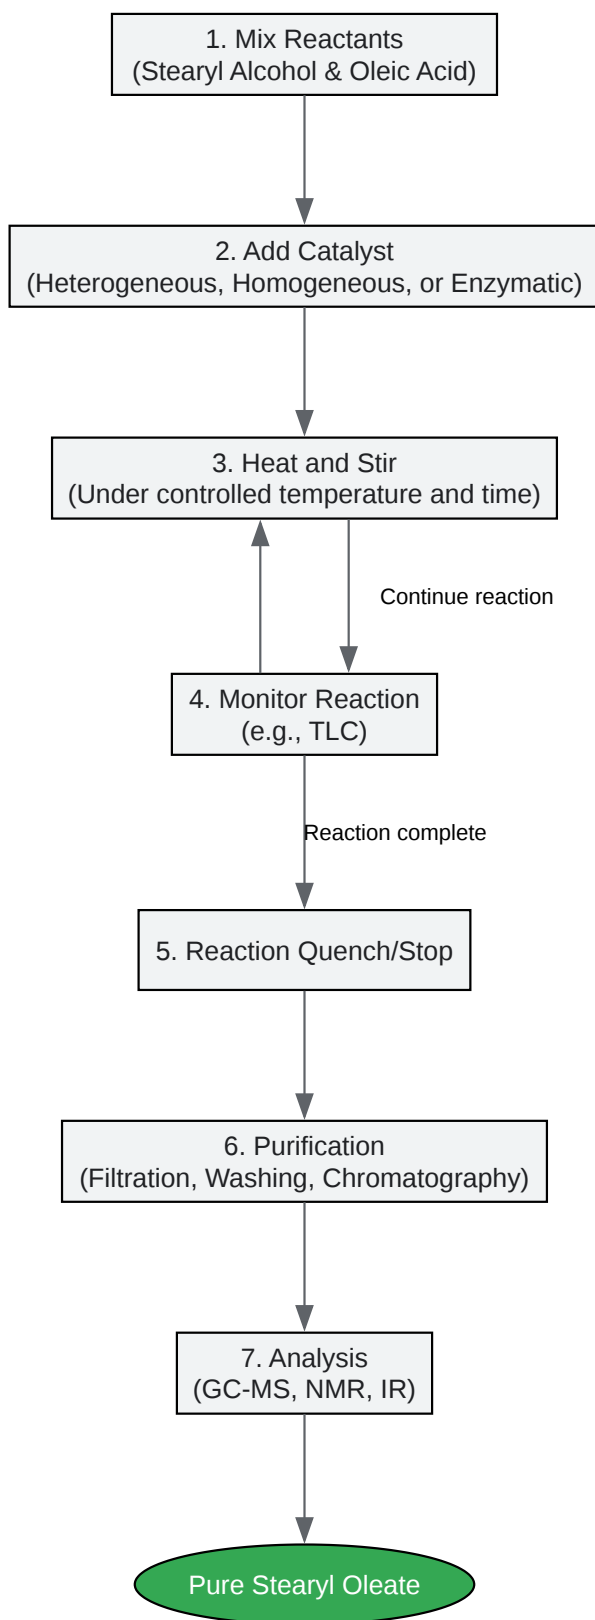 1. Mix Reactants
(Stearyl Alcohol & Oleic Acid)
2. Add Catalyst
(Heterogeneous, Homogeneous, or Enzymatic)
3. Heat and Stir
(Under controlled temperature and time)
Continue reaction
4. Monitor Reaction
(e.g., TLC)
Reaction complete
5. Reaction Quench/Stop
6. Purification
(Filtration, Washing, Chromatography)
7. Analysis
(GC-MS, NMR, IR)
Pure Stearyl Oleate